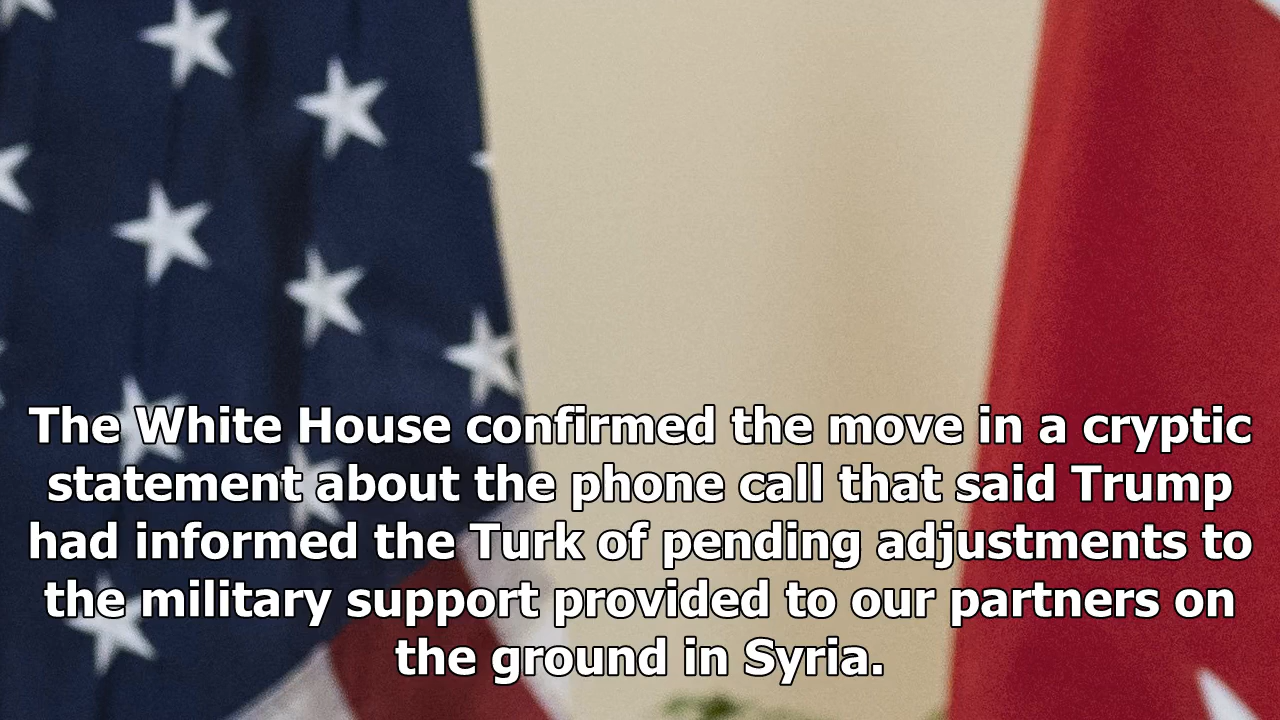 The White House confirmed the move in a cryptic
statement about the phone call that said Trump
had informed the Turk of pending adjustments to
the military support provided to our partners on
the ground in Syria.